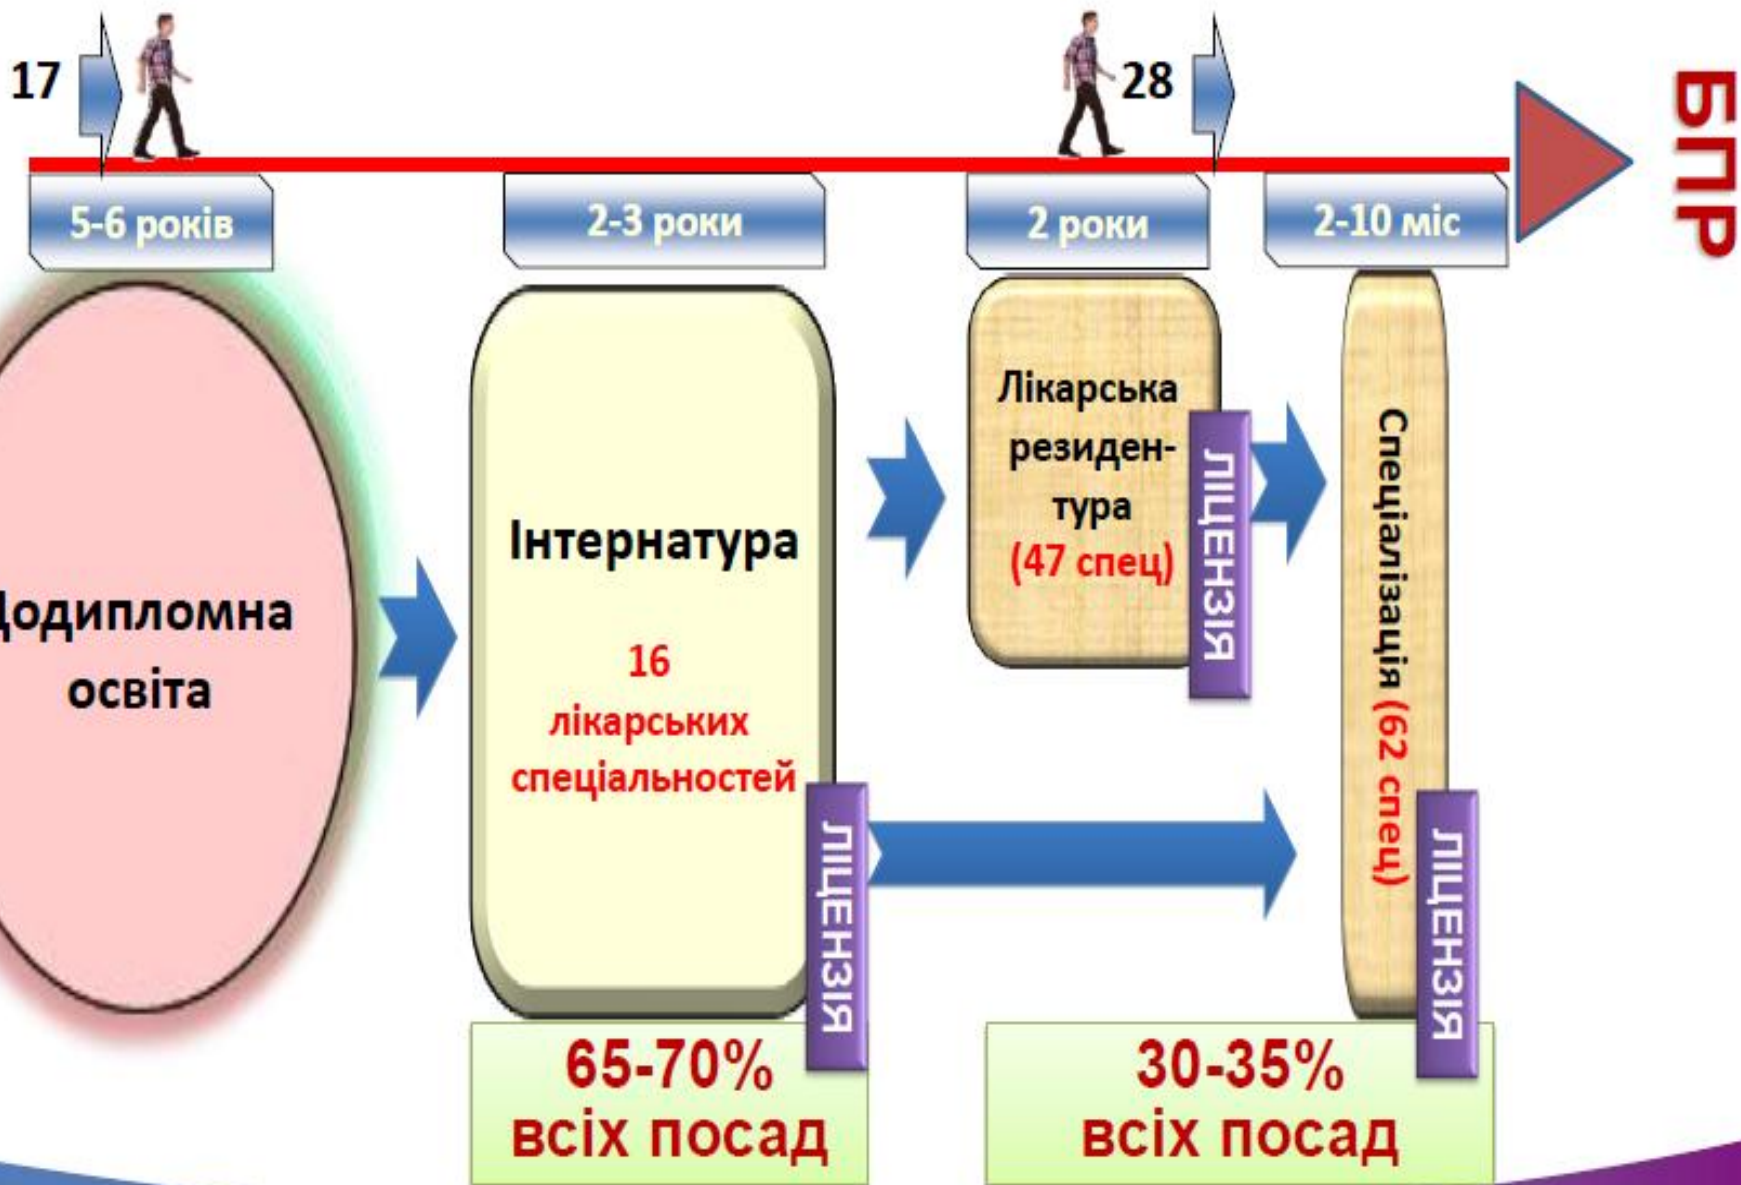 17
28
БПР
5-6 років
2-3 роки
2 роки
2-10 міс
Додипломна
освіта
Інтернатура
16
лікарських
спеціальностей
ЛІЦЕНЗІЯ
Лікарська
резиден-
тура
(47 спец)
ЛІЦЕНЗІЯ
Спеціалізація (62 спец)
ЛІЦЕНЗІЯ
65-70%
всіх посад
30-35%
всіх посад